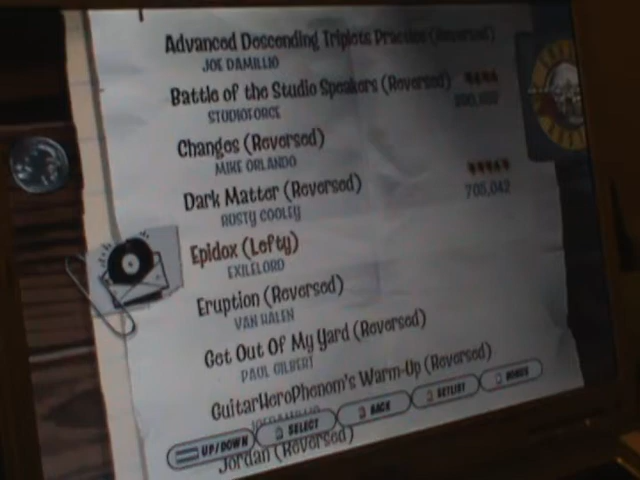 Advanced Descending Triplets Practice (Reversed)
JOE DAMILLIO
Battle of the Studio Speakers (Reversed)
STUDIOFORCE
Changes (Reversed)
MIKE ORLANDO
Dark Matter (Reversed)
705,042
RUSTY COOLEY
Epidox (Lefty)
EXILELORD
Eruption (Reversed)
VAN HALEN
Get Out Of My Yard (Reversed)
PAUL GILBERT
GuitarHeroPhenom's Warm-Up (Reversed)
UP/DOWN SELECT BACK SETLIST BONUS
Jordan (Reversed)